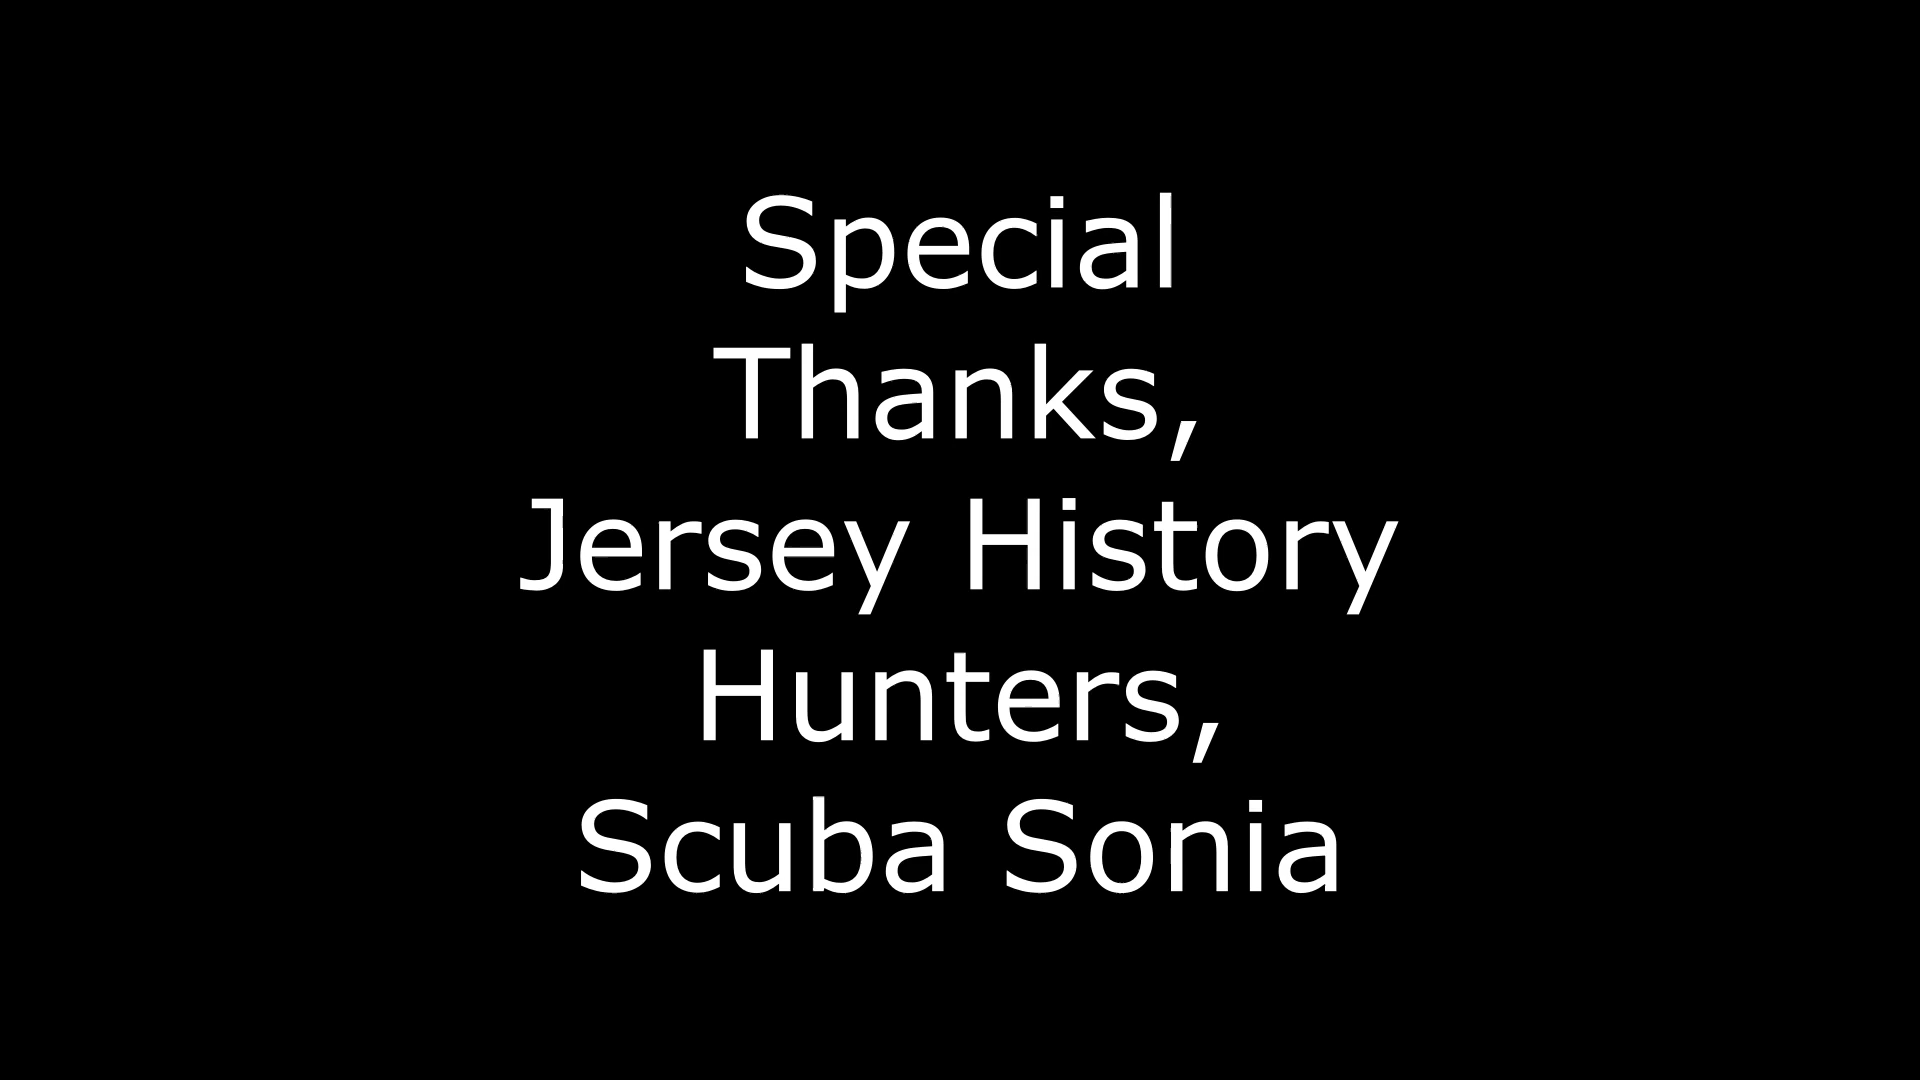 Special
Thanks,
Jersey History
Hunters,
Scuba Sonia